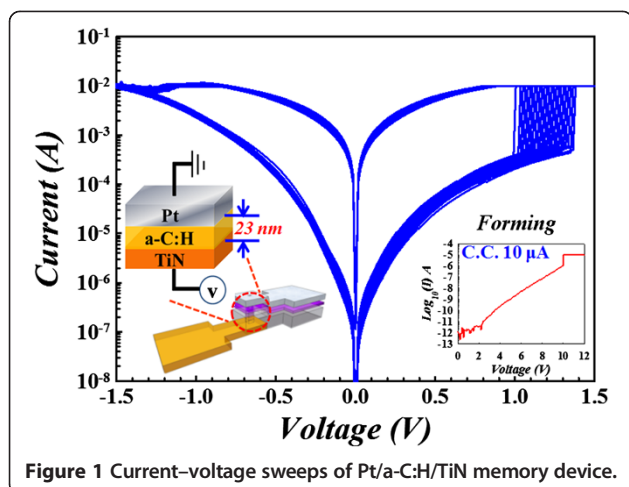 10⁻¹
10⁻²
10⁻³
10⁻⁴
10⁻⁵
10⁻⁶
10⁻⁷
10⁻⁸
Current (A)
Pt
a-C:H
TiN
23 nm
V
Forming
C.C. 10 μA
Log₁₀(I) A
-5
-6
-7
-8
-9
-10
-11
-12
-13
0 2 4 6 8 10 12
Voltage (V)
-1.5 -1.0 -0.5 0.0 0.5 1.0 1.5
Voltage (V)
Figure 1 Current–voltage sweeps of Pt/a-C:H/TiN memory device.